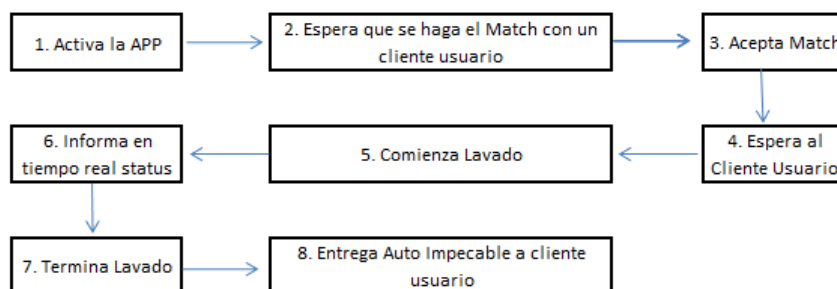 1. Activa la APP
2. Espera que se haga el Match con un
cliente usuario
3. Acepta Match
4. Espera al
Cliente Usuario
5. Comienza Lavado
6. Informa en
tiempo real status
7. Termina Lavado
8. Entrega Auto Impecable a cliente
usuario